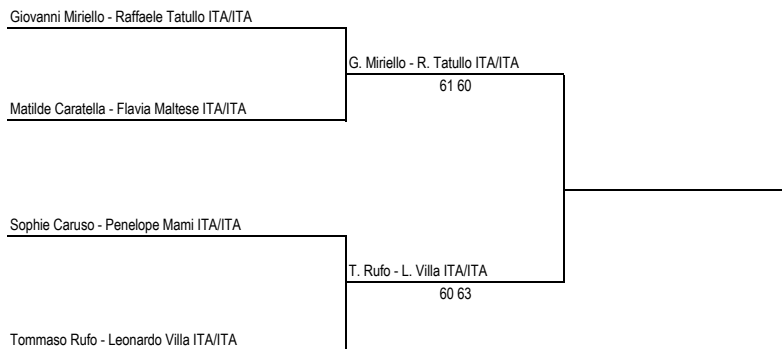 Giovanni Miriello - Raffaele Tatullo ITA/ITA
G. Miriello - R. Tatullo ITA/ITA
61 60
Matilde Caratella - Flavia Maltese ITA/ITA
Sophie Caruso - Penelope Mami ITA/ITA
T. Rufo - L. Villa ITA/ITA
60 63
Tommaso Rufo - Leonardo Villa ITA/ITA